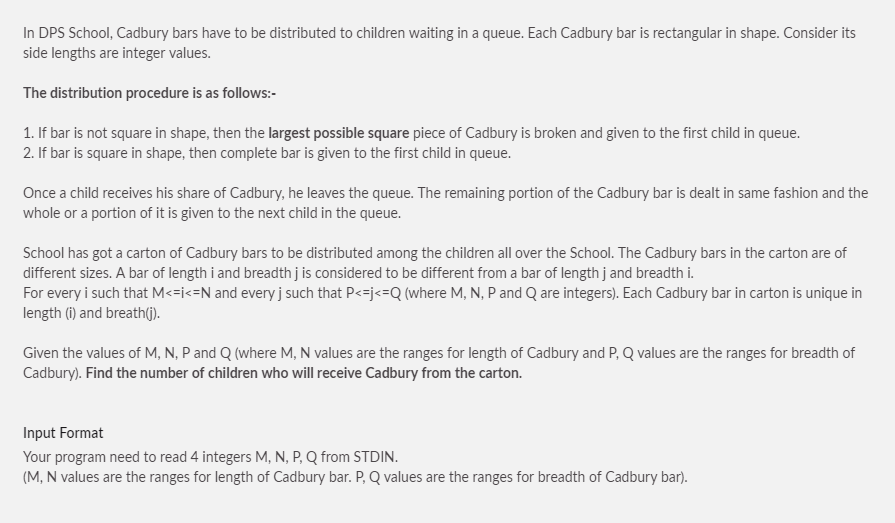 In DPS School, Cadbury bars have to be distributed to children waiting in a queue. Each Cadbury bar is rectangular in shape. Consider its
side lengths are integer values.
The distribution procedure is as follows:-
1. If bar is not square in shape, then the largest possible square piece of Cadbury is broken and given to the first child in queue.
2. If bar is square in shape, then complete bar is given to the first child in queue.
Once a child receives his share of Cadbury, he leaves the queue. The remaining portion of the Cadbury bar is dealt in same fashion and the
whole or a portion of it is given to the next child in the queue.
School has got a carton of Cadbury bars to be distributed among the children all over the School. The Cadbury bars in the carton are of
different sizes. A bar of length i and breadth j is considered to be different from a bar of length j and breadth i.
For every i such that M<=i<=N and every j such that P<=j<=Q (where M, N, P and Q are integers). Each Cadbury bar in carton is unique in
length (i) and breath(j).
Given the values of M, N, P and Q (where M, N values are the ranges for length of Cadbury and P, Q values are the ranges for breadth of
Cadbury). Find the number of children who will receive Cadbury from the carton.
Input Format
Your program need to read 4 integers M, N, P, Q from STDIN.
(M, N values are the ranges for length of Cadbury bar. P, Q values are the ranges for breadth of Cadbury bar).